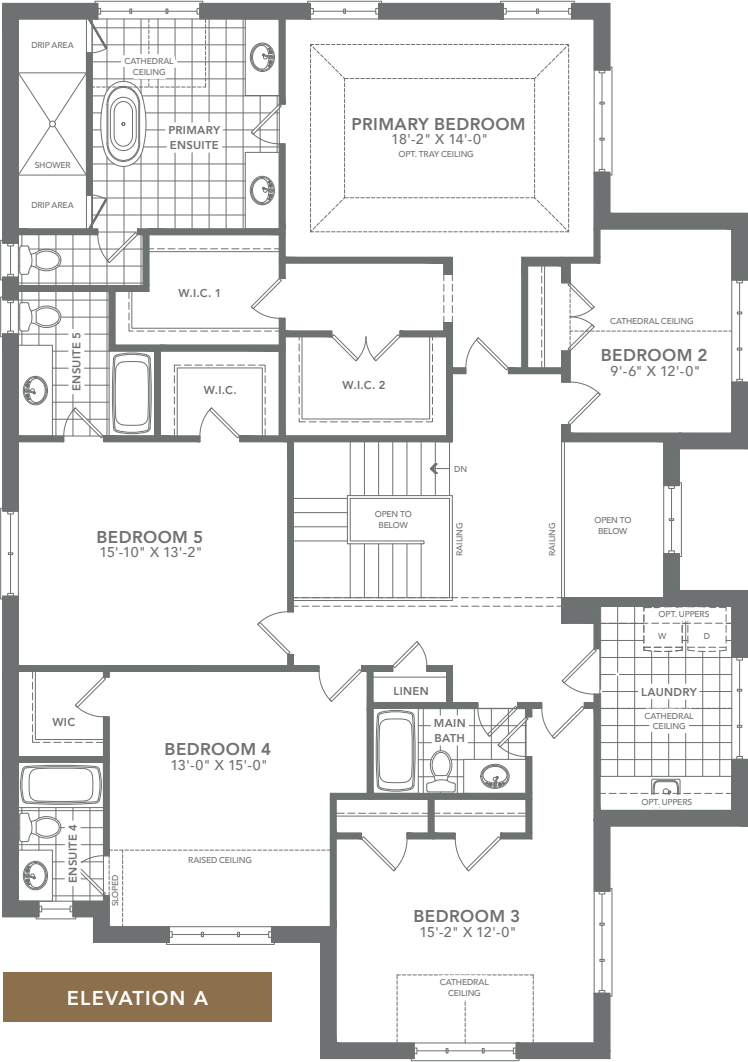 DRIP AREA
CATHEDRAL
CEILING
PRIMARY
ENSUITE
SHOWER
DRIP AREA
PRIMARY BEDROOM
18'-2" X 14'-0"
OPT. TRAY CEILING
W.I.C. 1
CATHEDRAL CEILING
BEDROOM 2
9'-6" X 12'-0"
ENSUITE 5
W.I.C.
W.I.C. 2
DN
OPEN TO
BELOW
RAILING
RAILING
OPEN TO
BELOW
BEDROOM 5
15'-10" X 13'-2"
OPT. UPPERS
W
D
LAUNDRY
CATHEDRAL
CEILING
OPT. UPPERS
LINEN
WIC
MAIN
BATH
BEDROOM 4
13'-0" X 15'-0"
ENSUITE 4
RAISED CEILING
SLOPED
BEDROOM 3
15'-2" X 12'-0"
CATHEDRAL
CEILING
ELEVATION A